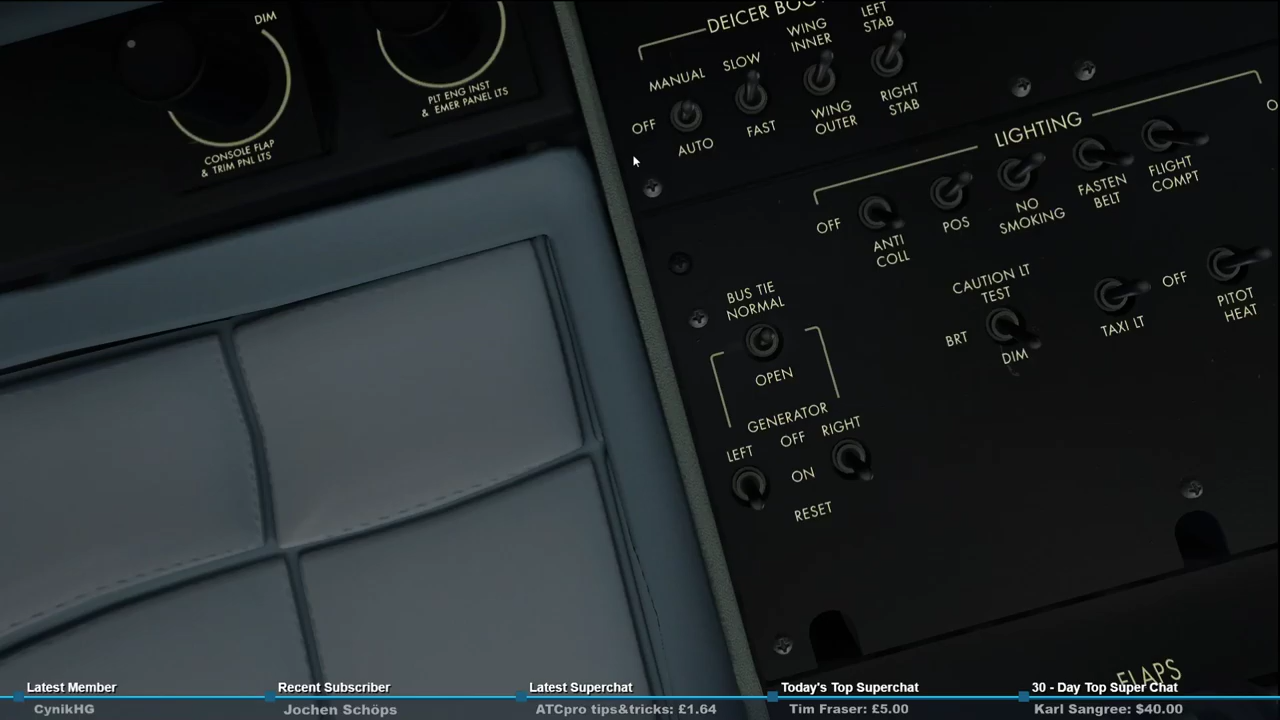 DIM
CONSOLE FLAP
& TRIM PNL LTS
PLT ENG INST
& EMER PANEL LTS
DEICER BOO
MANUAL
SLOW
WING
INNER
LEFT
STAB
OFF
AUTO
FAST
WING
OUTER
RIGHT
STAB
LIGHTING
OFF
ANTI
COLL
POS
NO
SMOKING
FASTEN
BELT
FLIGHT
COMPT
BUS TIE
NORMAL
OPEN
CAUTION LT
TEST
BRT
DIM
TAXI LT
OFF
PITOT
HEAT
GENERATOR
LEFT
OFF
RIGHT
ON
RESET
FLAPS
Latest Member
CynikHG
Recent Subscriber
Jochen Schöps
Latest Superchat
ATCpro tips&tricks: £1.64
Today's Top Superchat
Tim Fraser: £5.00
30 - Day Top Super Chat
Karl Sangree: $40.00